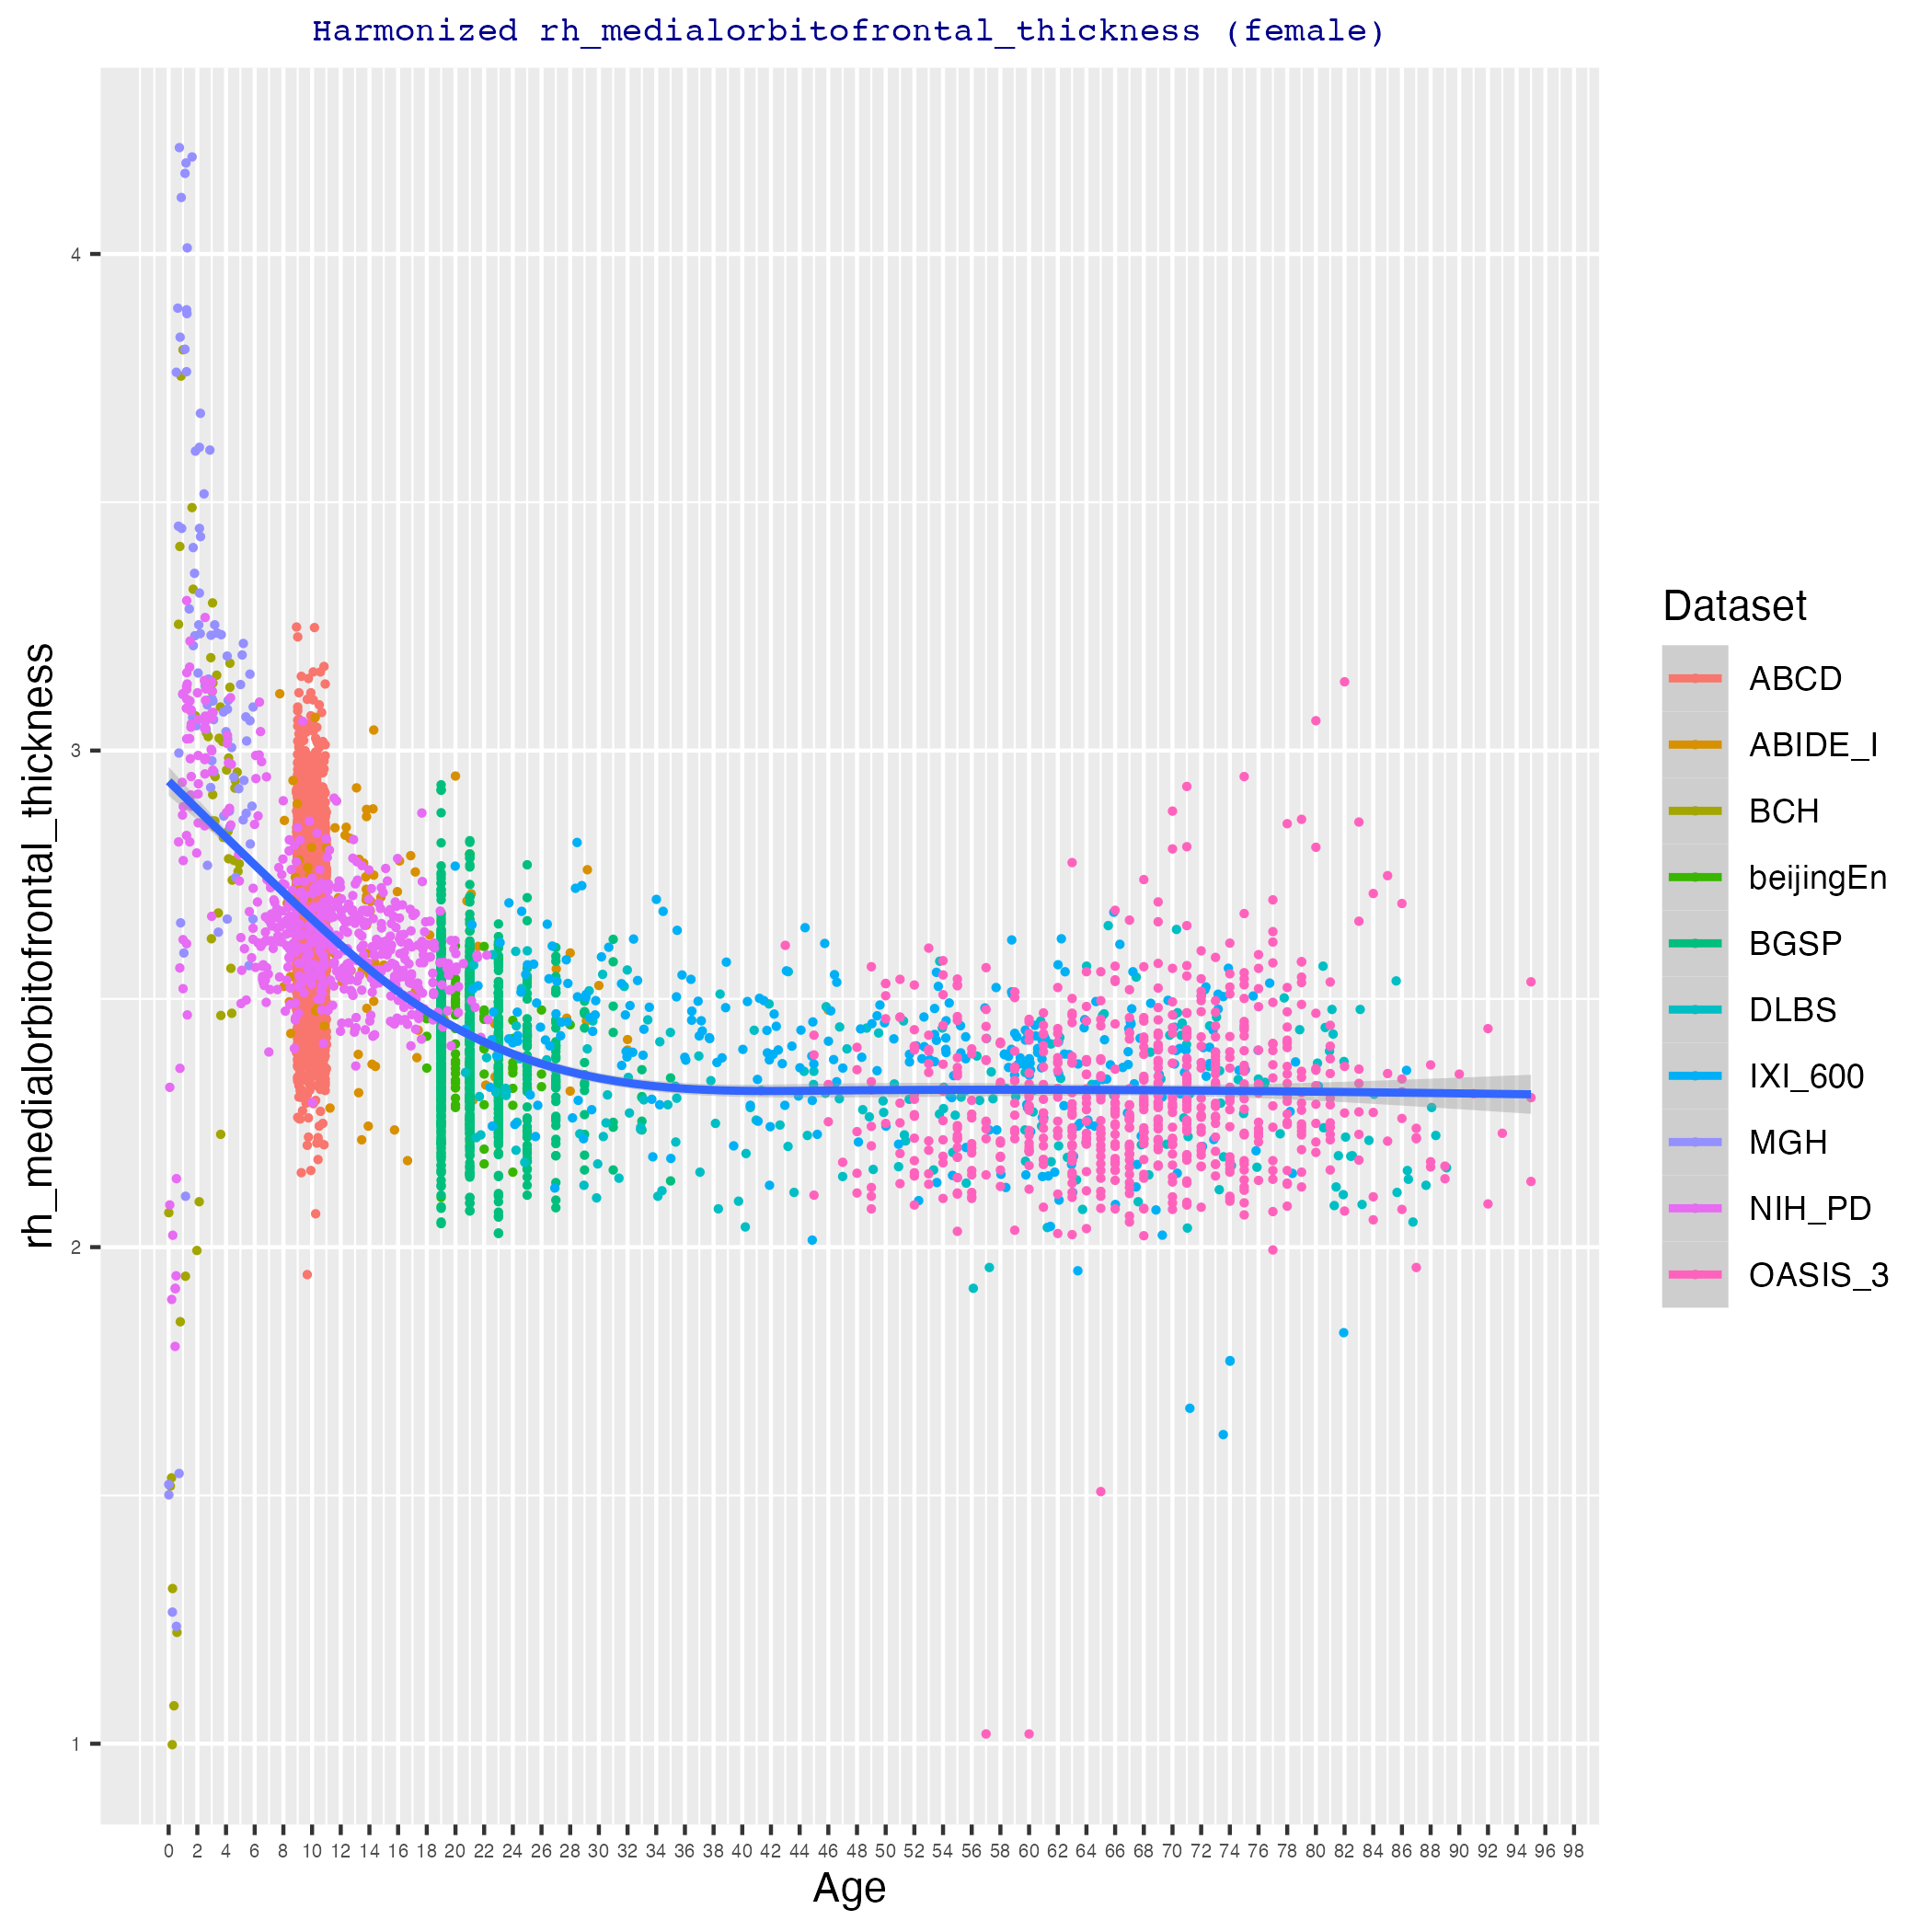 Harmonized rh_medialorbitofrontal_thickness (female)
rh_medialorbitofrontal_thickness
4
3
2
1
0 2 4 6 8 10 12 14 16 18 20 22 24 26 28 30 32 34 36 38 40 42 44 46 48 50 52 54 56 58 60 62 64 66 68 70 72 74 76 78 80 82 84 86 88 90 92 94 96 98
Age
Dataset
ABCD
ABIDE_I
BCH
beijingEn
BGSP
DLBS
IXI_600
MGH
NIH_PD
OASIS_3